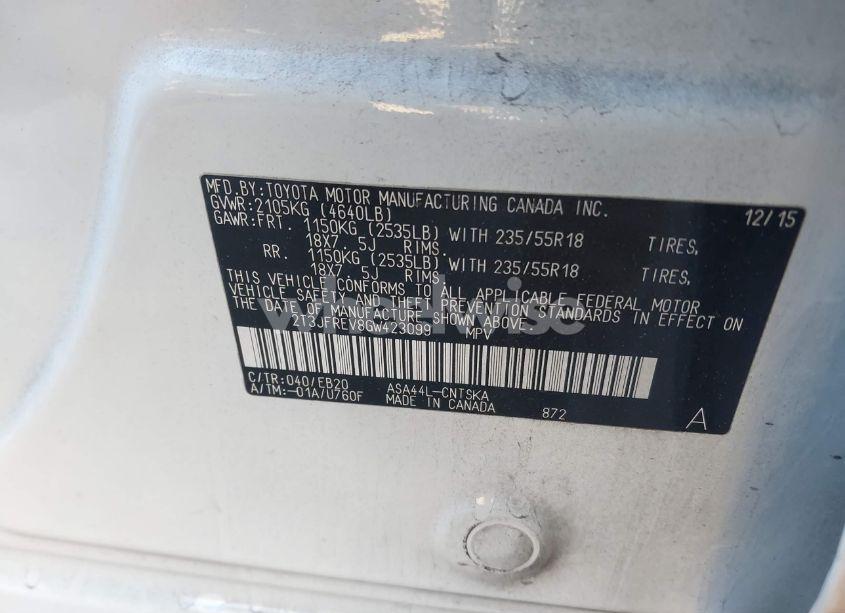 MFD.BY:TOYOTA MOTOR MANUFACTURING CANADA INC. 12/15
GVWR:2105KG (4640LB)
GAWR:FRT. 1150KG (2535LB) WITH 235/55R18 TIRES,
18X7.5J RIMS.
RR. 1150KG (2535LB) WITH 235/55R18 TIRES,
18X7.5J RIMS.
THIS VEHICLE CONFORMS TO ALL APPLICABLE FEDERAL MOTOR
VEHICLE SAFETY AND THEFT PREVENTION STANDARDS IN EFFECT ON
THE DATE OF MANUFACTURE SHOWN ABOVE.
2T3JFREV8GW423099 MPV
C/TR:040/EB20 ASA44L-CNTSKA
A/TM:-01A/U760F MADE IN CANADA 872 A
wheelwise